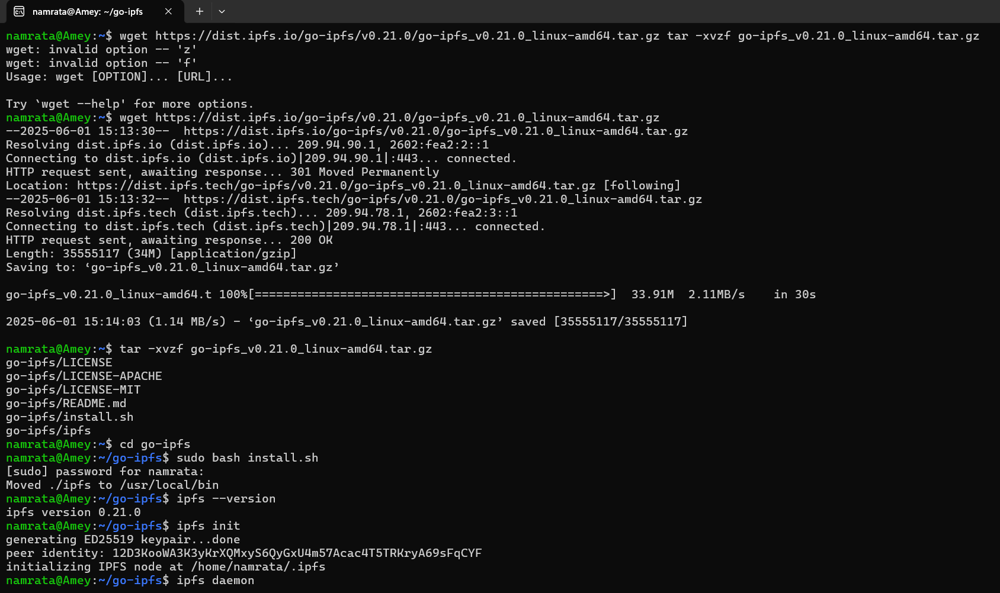 namrata@Amey: ~/go-ipfs
namrata@Amey:~$ wget https://dist.ipfs.io/go-ipfs/v0.21.0/go-ipfs_v0.21.0_linux-amd64.tar.gz tar -xvzf go-ipfs_v0.21.0_linux-amd64.tar.gz
wget: invalid option -- 'z'
wget: invalid option -- 'f'
Usage: wget [OPTION]... [URL]...
Try `wget --help' for more options.
namrata@Amey:~$ wget https://dist.ipfs.io/go-ipfs/v0.21.0/go-ipfs_v0.21.0_linux-amd64.tar.gz
--2025-06-01 15:13:30--  https://dist.ipfs.io/go-ipfs/v0.21.0/go-ipfs_v0.21.0_linux-amd64.tar.gz
Resolving dist.ipfs.io (dist.ipfs.io)... 209.94.90.1, 2602:fea2:2::1
Connecting to dist.ipfs.io (dist.ipfs.io)|209.94.90.1|:443... connected.
HTTP request sent, awaiting response... 301 Moved Permanently
Location: https://dist.ipfs.tech/go-ipfs/v0.21.0/go-ipfs_v0.21.0_linux-amd64.tar.gz [following]
--2025-06-01 15:13:32--  https://dist.ipfs.tech/go-ipfs/v0.21.0/go-ipfs_v0.21.0_linux-amd64.tar.gz
Resolving dist.ipfs.tech (dist.ipfs.tech)... 209.94.78.1, 2602:fea2:3::1
Connecting to dist.ipfs.tech (dist.ipfs.tech)|209.94.78.1|:443... connected.
HTTP request sent, awaiting response... 200 OK
Length: 35555117 (34M) [application/gzip]
Saving to: ‘go-ipfs_v0.21.0_linux-amd64.tar.gz’
go-ipfs_v0.21.0_linux-amd64.t 100%[=================================================>]  33.91M  2.11MB/s    in 30s
2025-06-01 15:14:03 (1.14 MB/s) - ‘go-ipfs_v0.21.0_linux-amd64.tar.gz’ saved [35555117/35555117]
namrata@Amey:~$ tar -xvzf go-ipfs_v0.21.0_linux-amd64.tar.gz
go-ipfs/LICENSE
go-ipfs/LICENSE-APACHE
go-ipfs/LICENSE-MIT
go-ipfs/README.md
go-ipfs/install.sh
go-ipfs/ipfs
namrata@Amey:~$ cd go-ipfs
namrata@Amey:~/go-ipfs$ sudo bash install.sh
[sudo] password for namrata:
Moved ./ipfs to /usr/local/bin
namrata@Amey:~/go-ipfs$ ipfs --version
ipfs version 0.21.0
namrata@Amey:~/go-ipfs$ ipfs init
generating ED25519 keypair...done
peer identity: 12D3KooWA3K3yKrXQMxyS6QyGxU4m57Acac4T5TRKryA69sFqCYF
initializing IPFS node at /home/namrata/.ipfs
namrata@Amey:~/go-ipfs$ ipfs daemon